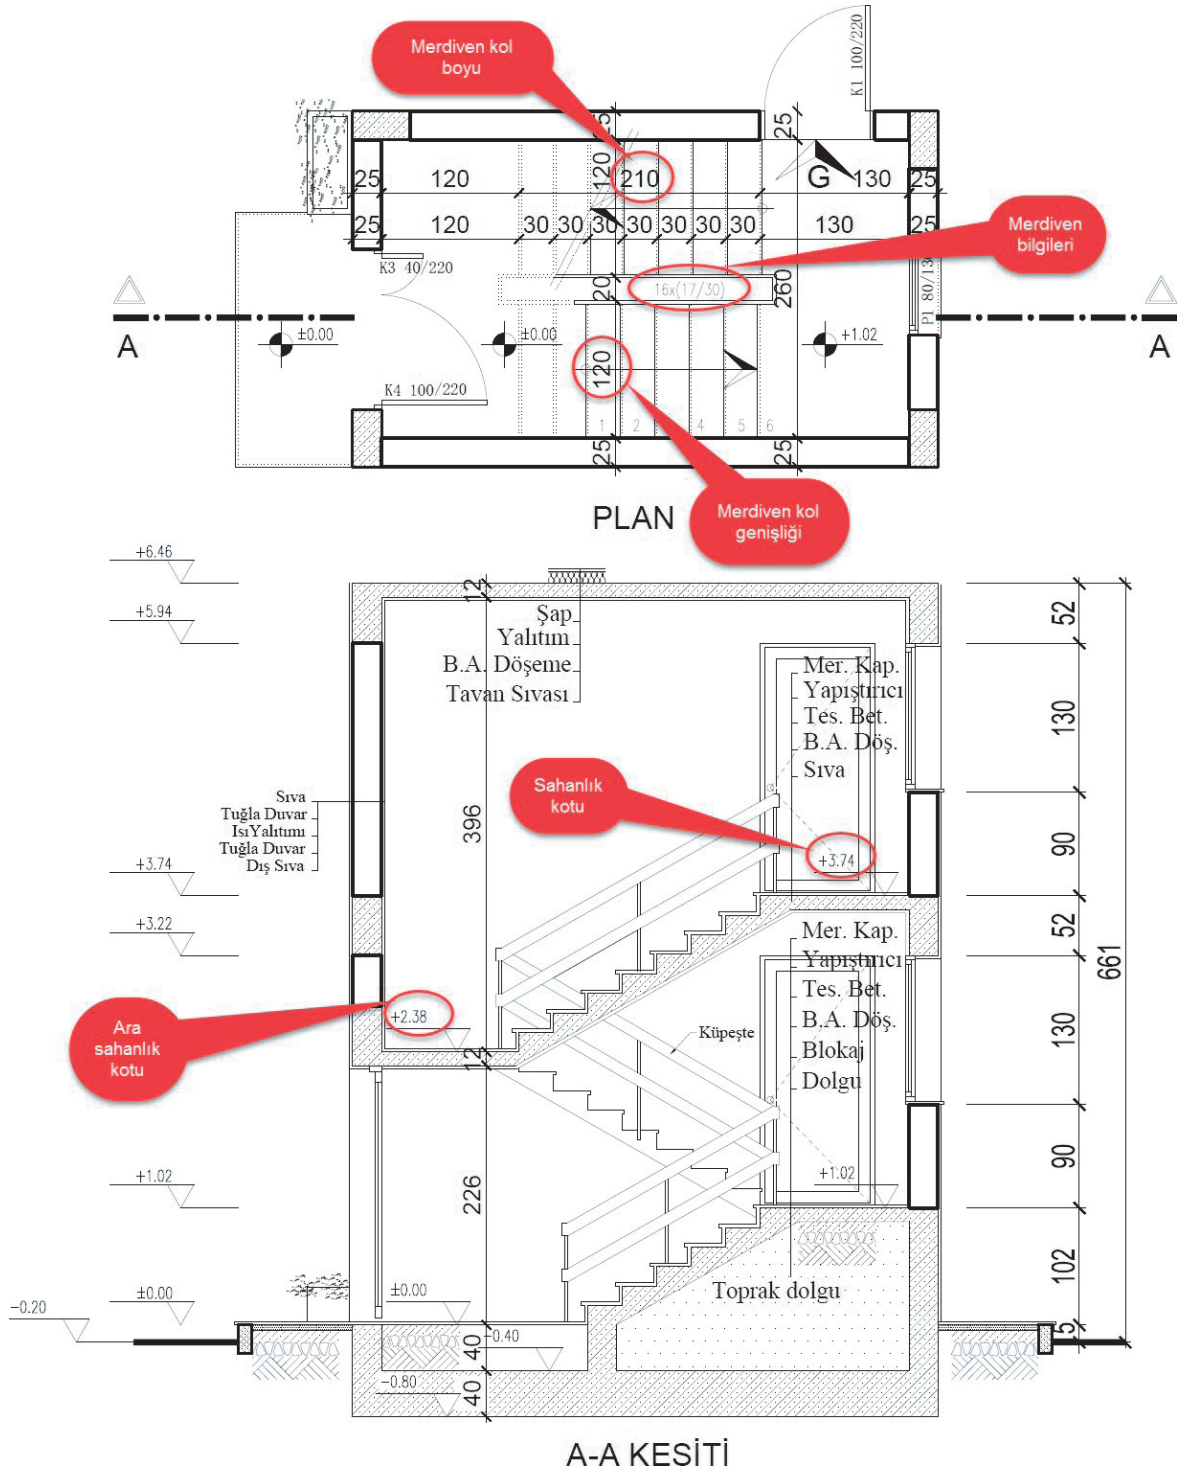 Merdiven kol
boyu
K1 100/220
25
25
120
25
120
210
G
130
25
25
120
30
30
30
30
30
30
30
130
25
Merdiven
bilgileri
K3 40/220
20
16x(17/30)
260
P1 80/130
A
±0.00
±0.00
+1.02
A
120
K4 100/220
1
2
4
5
6
25
25
PLAN
Merdiven kol
genişliği
+6.46
12
+5.94
52
Şap
Yalıtım
B.A. Döşeme
Tavan Sıvası
Mer. Kap.
Yapıştırıcı
Tes. Bet.
B.A. Döş.
Sıva
130
Sahanlık
kotu
Sıva
Tuğla Duvar
IsıYalıtımı
Tuğla Duvar
Dış Sıva
396
90
+3.74
+3.74
+3.22
52
661
Mer. Kap.
Yapıştırıcı
Tes. Bet.
B.A. Döş.
Blokaj
Dolgu
Ara
sahanlık
kotu
+2.38
Küpeşte
130
12
90
+1.02
+1.02
226
102
Toprak dolgu
±0.00
±0.00
-0.20
15
40
-0.40
-0.80
40
A-A KESİTİ